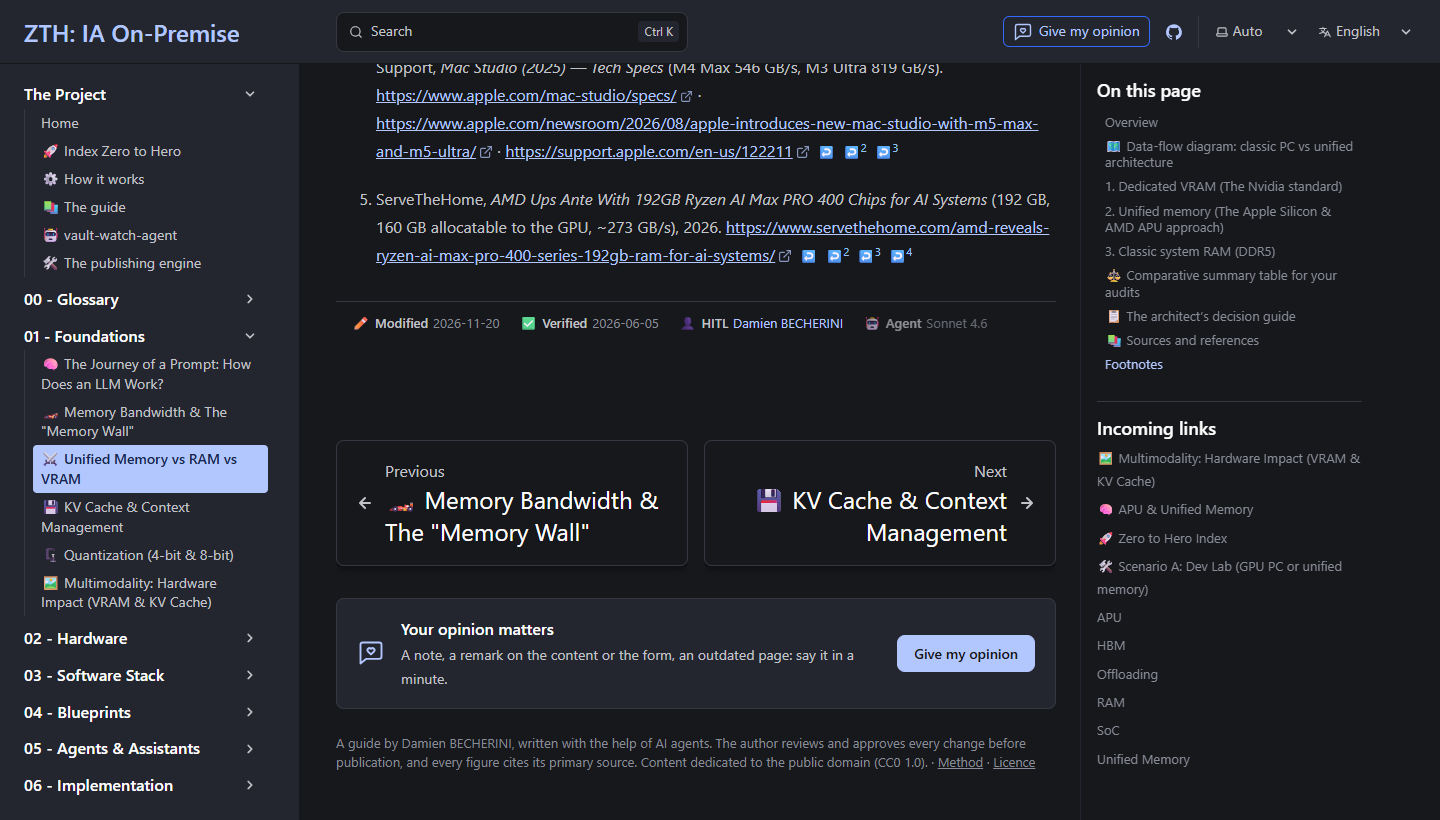 ZTH: IA On-Premise
Search
Ctrl K
Give my opinion
Auto
English
The Project
Home
🚀 Index Zero to Hero
⚙️ How it works
📚 The guide
🤖 vault-watch-agent
🛠️ The publishing engine
00 - Glossary
01 - Foundations
🧠 The Journey of a Prompt: How
Does an LLM Work?
🏎️ Memory Bandwidth & The
"Memory Wall"
⚔️ Unified Memory vs RAM vs
VRAM
💾 KV Cache & Context
Management
🗜️ Quantization (4-bit & 8-bit)
🖼️ Multimodality: Hardware
Impact (VRAM & KV Cache)
02 - Hardware
03 - Software Stack
04 - Blueprints
05 - Agents & Assistants
06 - Implementation
Support, Mac Studio (2025) — Tech Specs (M4 Max 546 GB/s, M3 Ultra 819 GB/s).
https://www.apple.com/mac-studio/specs/ ·
https://www.apple.com/newsroom/2026/08/apple-introduces-new-mac-studio-with-m5-max-
and-m5-ultra/ · https://support.apple.com/en-us/122211 ↩ ↩2 ↩3
5. ServeTheHome, AMD Ups Ante With 192GB Ryzen AI Max PRO 400 Chips for AI Systems (192 GB,
160 GB allocatable to the GPU, ~273 GB/s), 2026. https://www.servethehome.com/amd-reveals-
ryzen-ai-max-pro-400-series-192gb-ram-for-ai-systems/ ↩ ↩2 ↩3 ↩4
Modified 2026-11-20 Verified 2026-06-05 HITL Damien BECHERINI Agent Sonnet 4.6
Previous
🏎️ Memory Bandwidth &
The "Memory Wall"
Next
💾 KV Cache & Context
Management
Your opinion matters
A note, a remark on the content or the form, an outdated page: say it in a
minute.
Give my opinion
A guide by Damien BECHERINI, written with the help of AI agents. The author reviews and approves every change before
publication, and every figure cites its primary source. Content dedicated to the public domain (CC0 1.0). · Method · Licence
On this page
Overview
🗺️ Data-flow diagram: classic PC vs unified
architecture
1. Dedicated VRAM (The Nvidia standard)
2. Unified memory (The Apple Silicon &
AMD APU approach)
3. Classic system RAM (DDR5)
⚖️ Comparative summary table for your
audits
📋 The architect's decision guide
📚 Sources and references
Footnotes
Incoming links
🖼️ Multimodality: Hardware Impact (VRAM &
KV Cache)
🧠 APU & Unified Memory
🚀 Zero to Hero Index
🛠️ Scenario A: Dev Lab (GPU PC or unified
memory)
APU
HBM
Offloading
RAM
SoC
Unified Memory